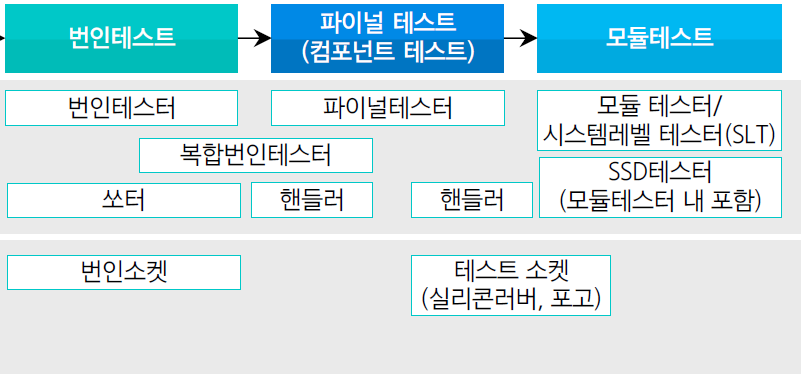 번인테스트
파이널 테스트
(컴포넌트 테스트)
모듈테스트
번인테스터
파이널테스터
모듈 테스터/
시스템레벨 테스터(SLT)
복합번인테스터
SSD테스터
(모듈테스터 내 포함)
쏘터
핸들러
핸들러
번인소켓
테스트 소켓
(실리콘러버, 포고)